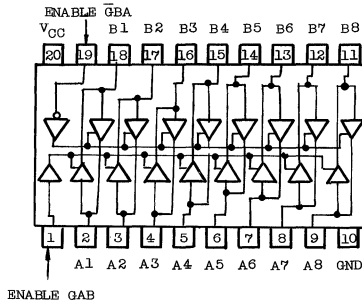 ENABLE G̅BA
VCC B1 B2 B3 B4 B5 B6 B7 B8
20 19 18 17 16 15 14 13 12 11
1 2 3 4 5 6 7 8 9 10
A1 A2 A3 A4 A5 A6 A7 A8 GND
ENABLE GAB